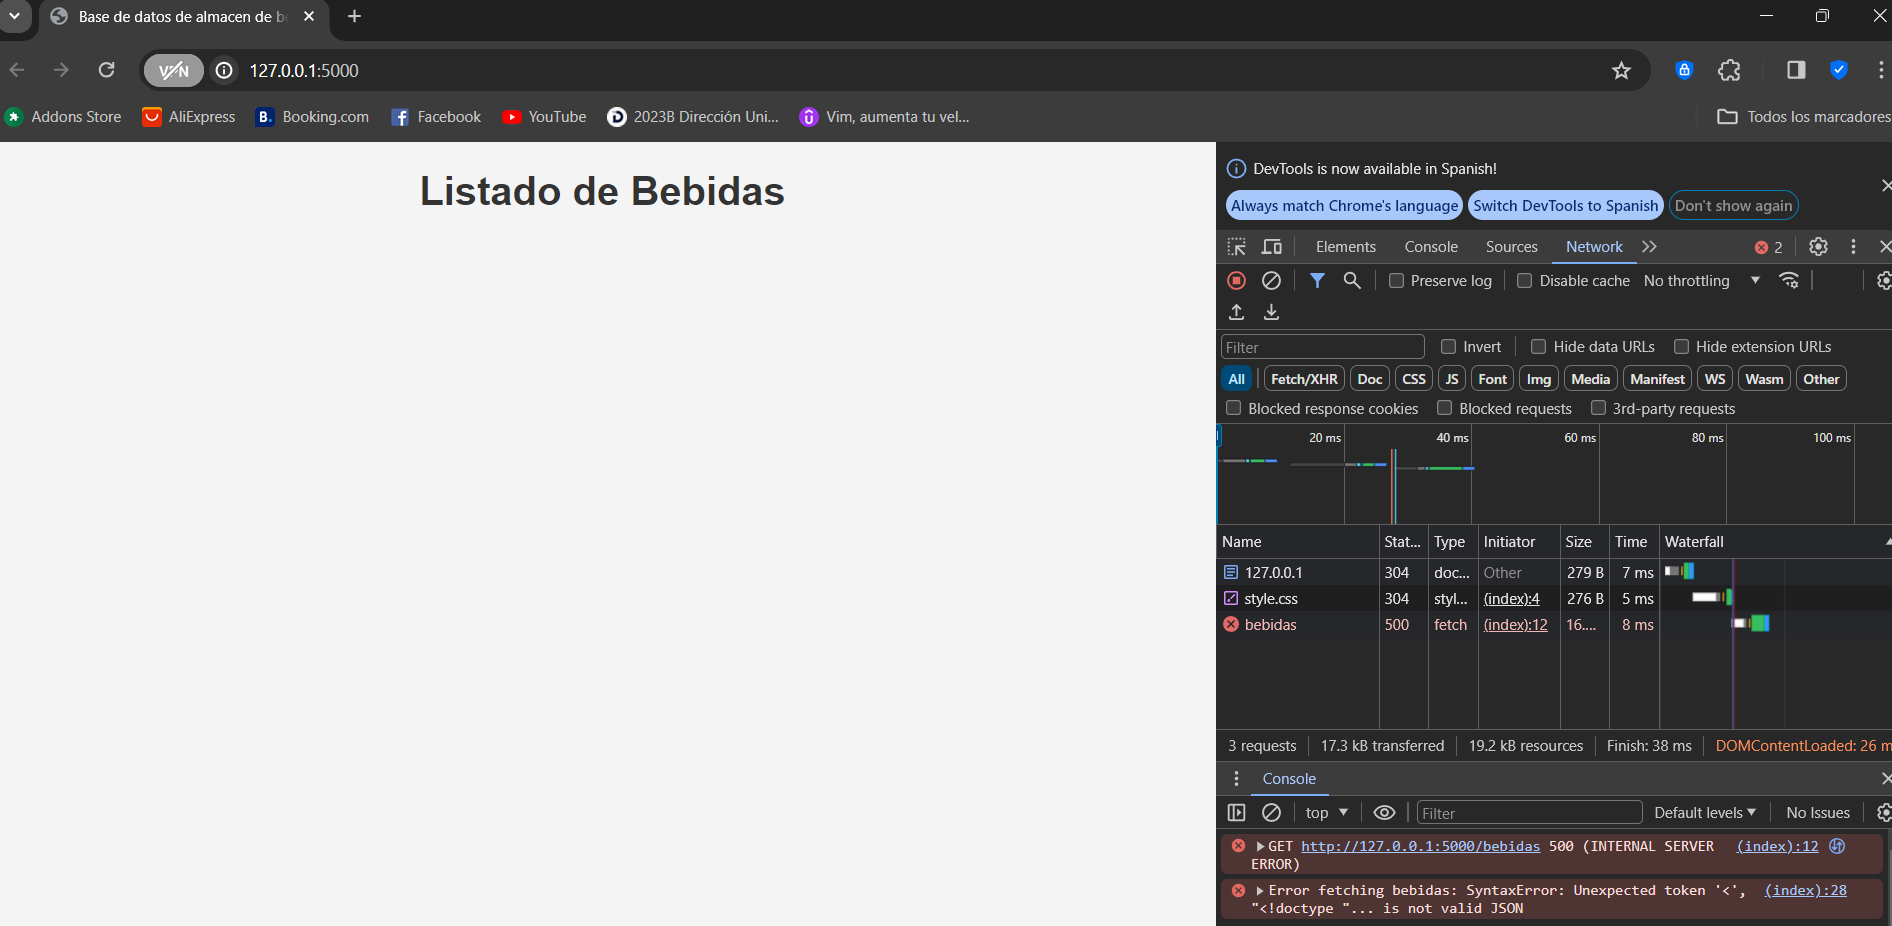 Base de datos de almacen de b
VPN
127.0.0.1:5000
Addons Store
AliExpress
Booking.com
Facebook
YouTube
2023B Dirección Uni...
Vim, aumenta tu vel...
Todos los marcadores
Listado de Bebidas
DevTools is now available in Spanish!
Always match Chrome's language
Switch DevTools to Spanish
Don't show again
Elements Console Sources Network 2
Preserve log Disable cache No throttling
Filter Invert Hide data URLs Hide extension URLs
All Fetch/XHR Doc CSS JS Font Img Media Manifest WS Wasm Other
Blocked response cookies Blocked requests 3rd-party requests
20 ms 40 ms 60 ms 80 ms 100 ms
Name Stat... Type Initiator Size Time Waterfall
127.0.0.1 304 doc... Other 279 B 7 ms
style.css 304 styl... (index):4 276 B 5 ms
bebidas 500 fetch (index):12 16.... 8 ms
3 requests 17.3 kB transferred 19.2 kB resources Finish: 38 ms DOMContentLoaded: 26 m
Console
top Filter Default levels No Issues
GET http://127.0.0.1:5000/bebidas 500 (INTERNAL SERVER (index):12
ERROR)
Error fetching bebidas: SyntaxError: Unexpected token '<', (index):28
"<!doctype "... is not valid JSON